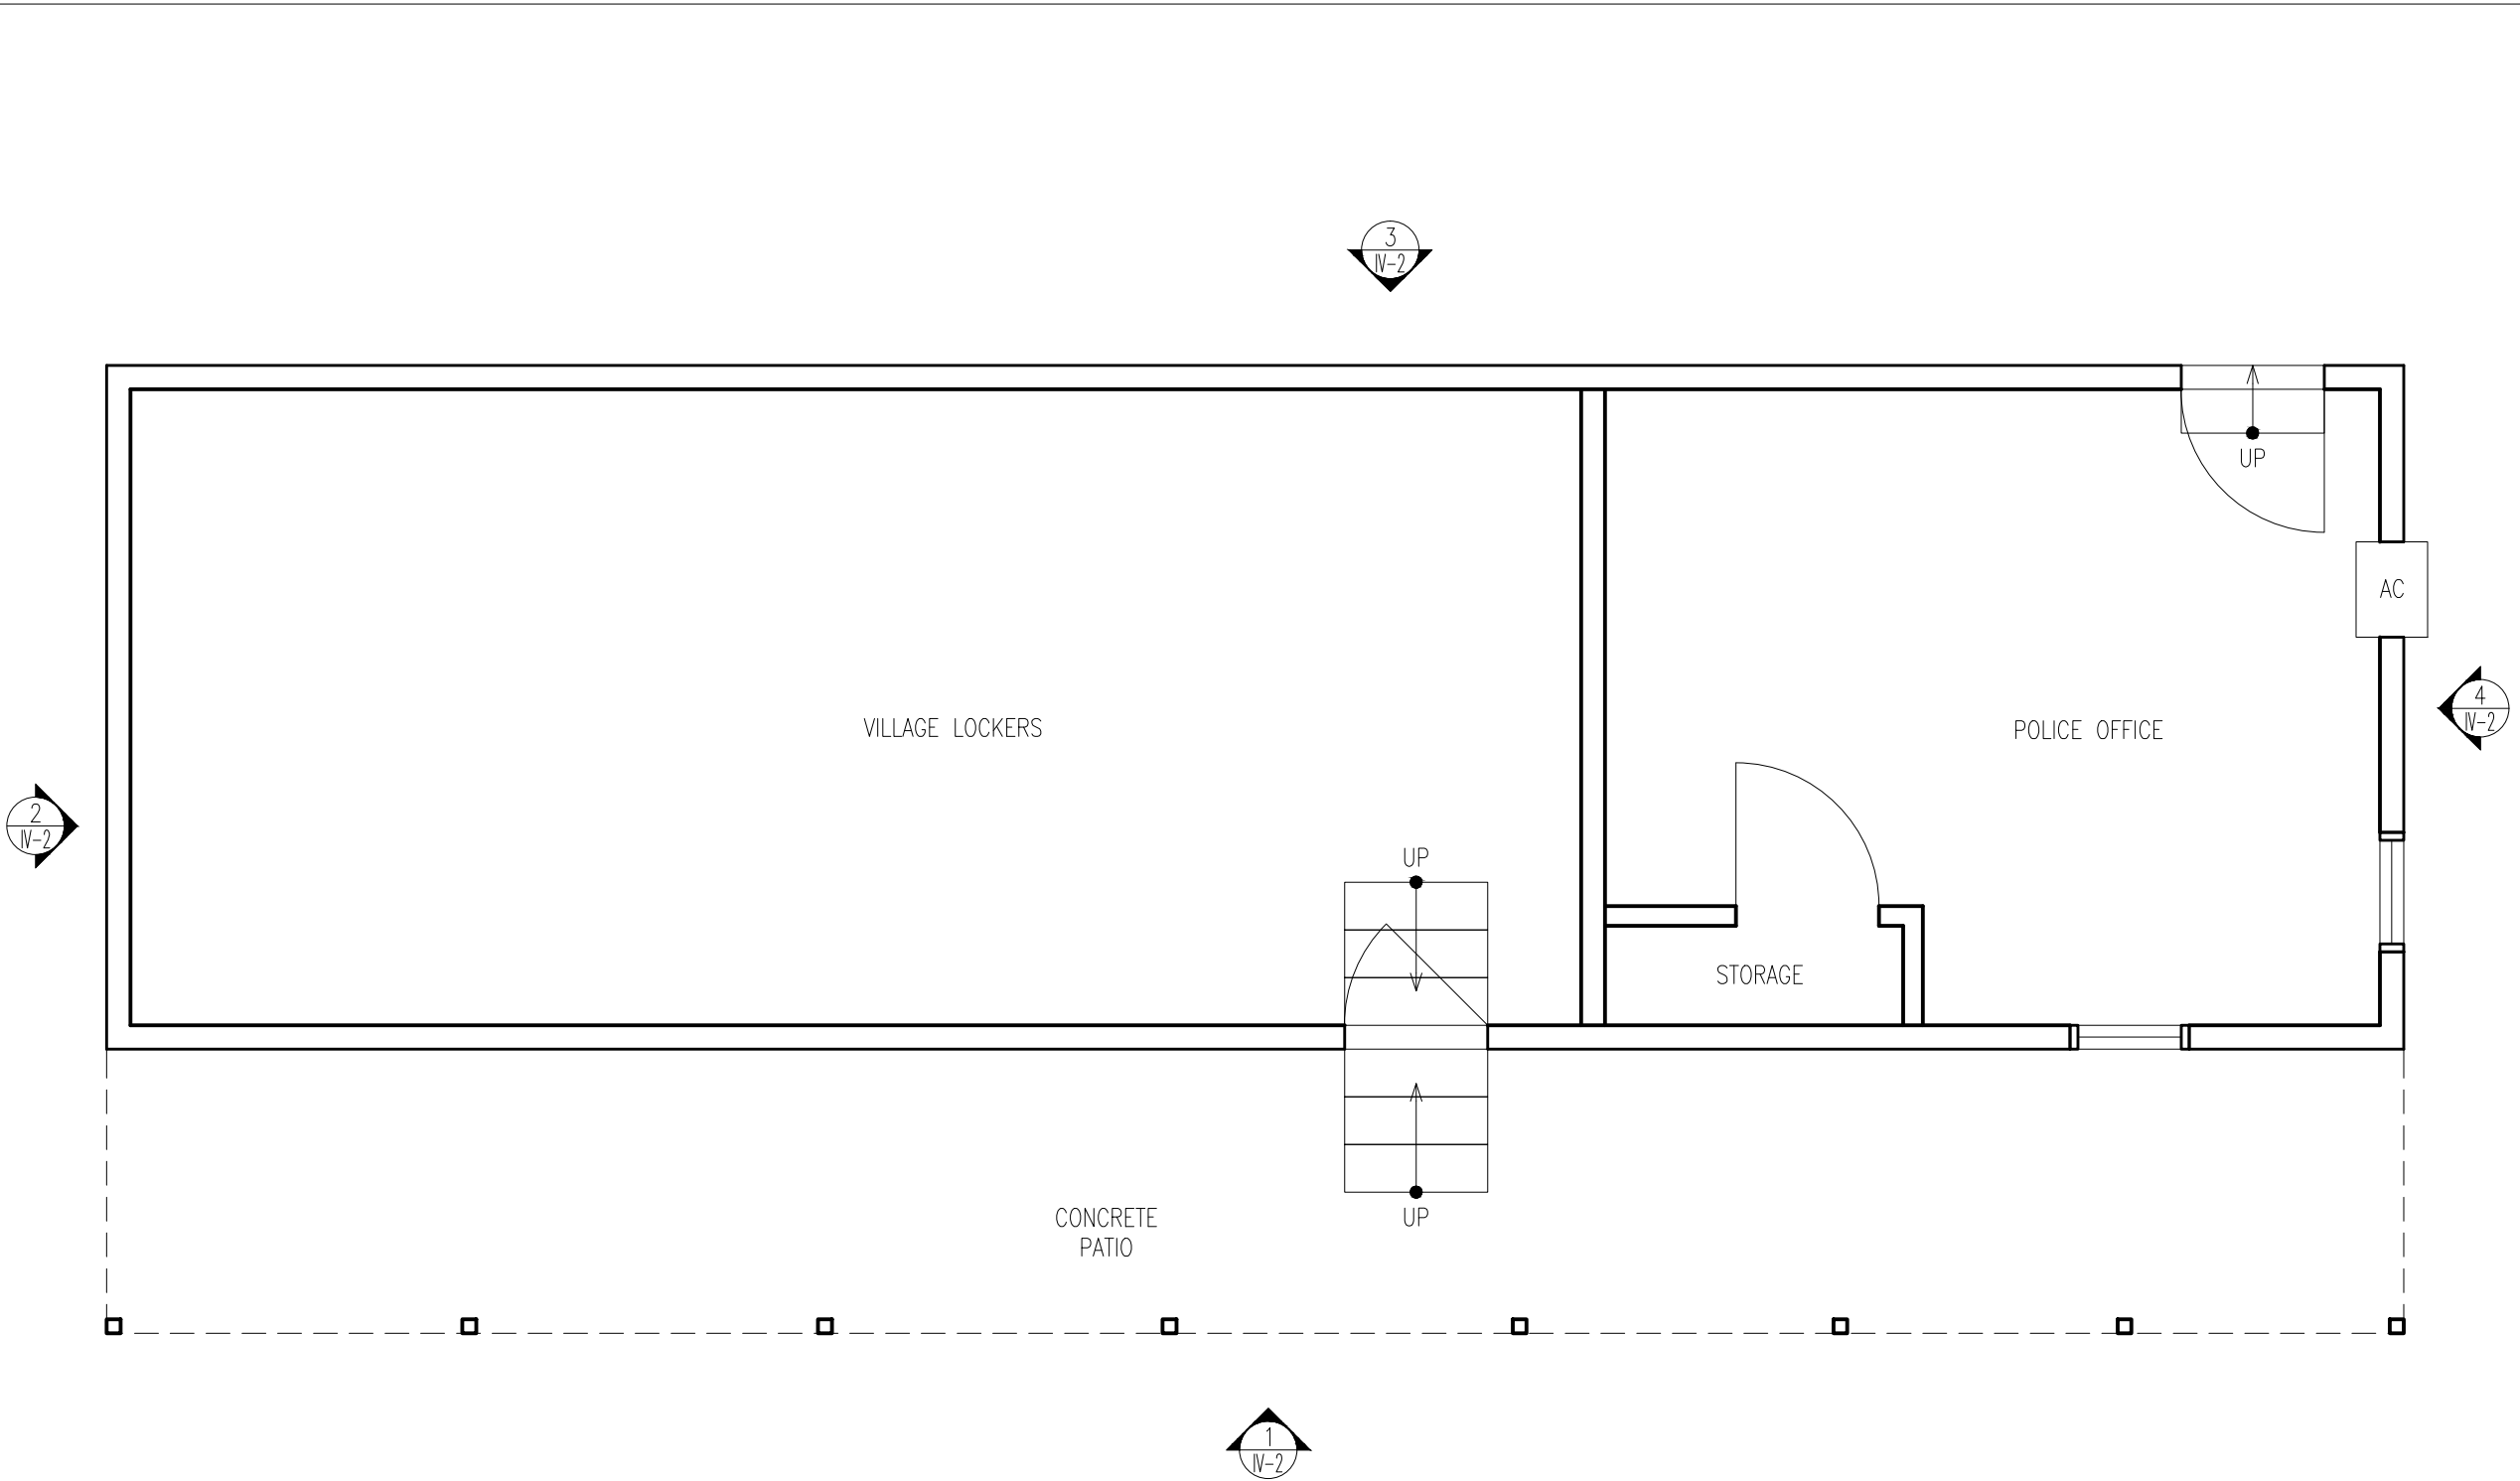 3
IV-2
UP
AC
4
IV-2
VILLAGE LOCKERS
POLICE OFFICE
2
IV-2
UP
STORAGE
CONCRETE
PATIO
UP
1
IV-2